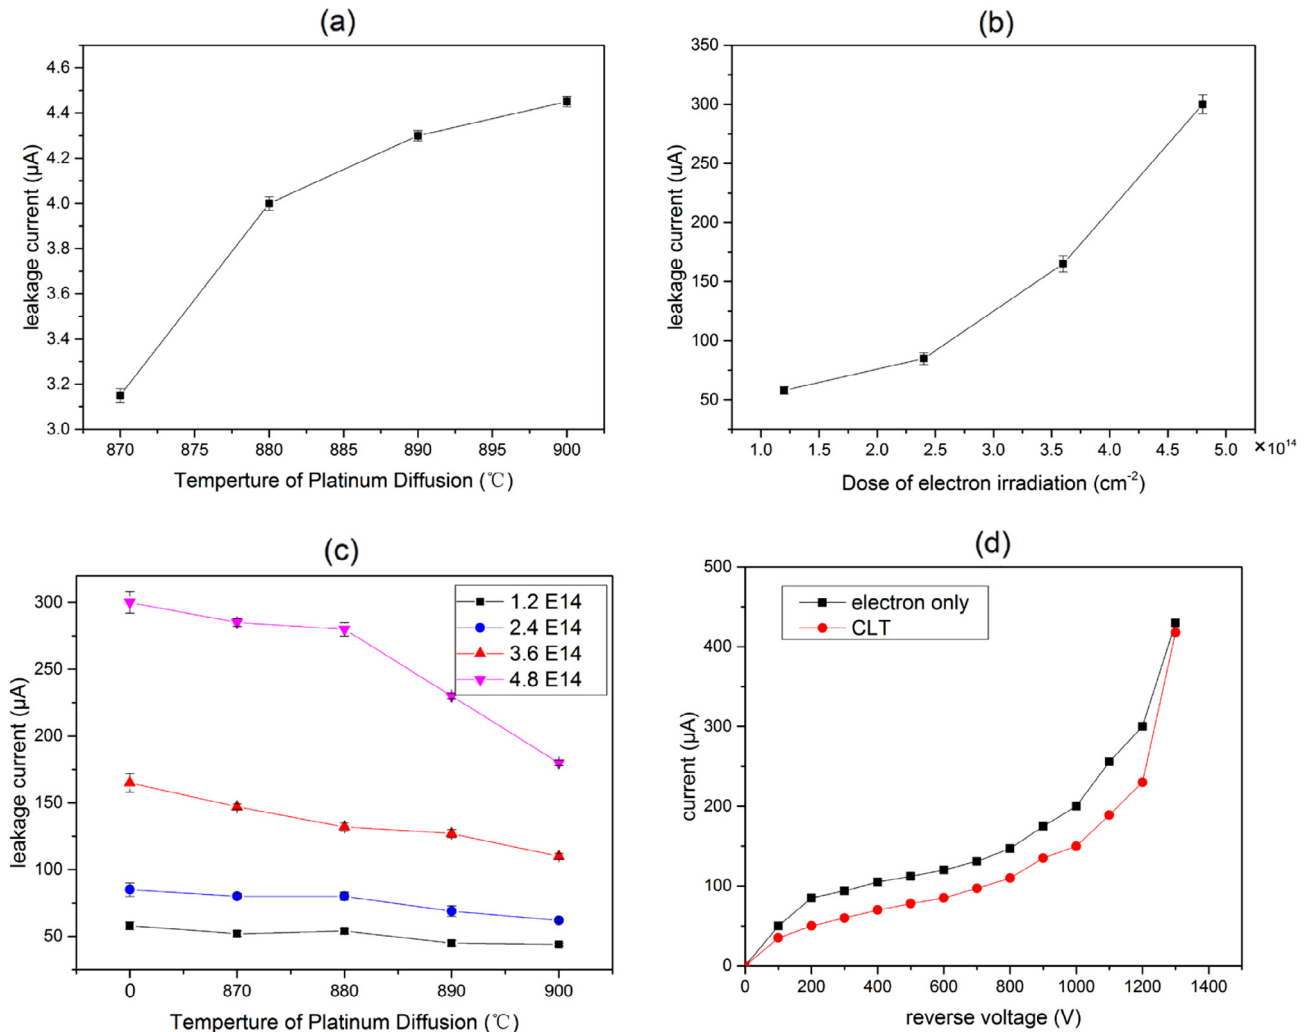 (a)
4.6
4.4
4.2
4.0
3.8
3.6
3.4
3.2
3.0
leakage current (μA)
870 875 880 885 890 895 900
Temperture of Platinum Diffusion (℃)
(b)
350
300
250
200
150
100
50
leakage current (uA)
1.0 1.5 2.0 2.5 3.0 3.5 4.0 4.5 5.0 ×10¹⁴
Dose of electron irradiation (cm⁻²)
(c)
300
250
200
150
100
50
leakage current (μA)
1.2 E14
2.4 E14
3.6 E14
4.8 E14
0 870 880 890 900
Temperture of Platinum Diffusion (℃)
(d)
500
400
300
200
100
0
current (μA)
electron only
CLT
0 200 400 600 800 1000 1200 1400
reverse voltage (V)